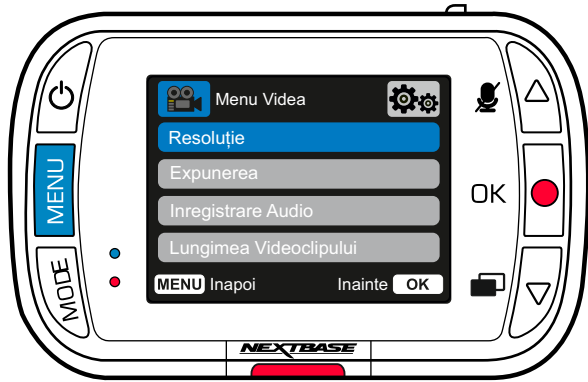 Menu Videa
Resoluție
Expunerea
Inregistrare Audio
Lungimea Videoclipului
MENU Inapoi Inainte OK
MENU
MODE
OK
NEXTBASE